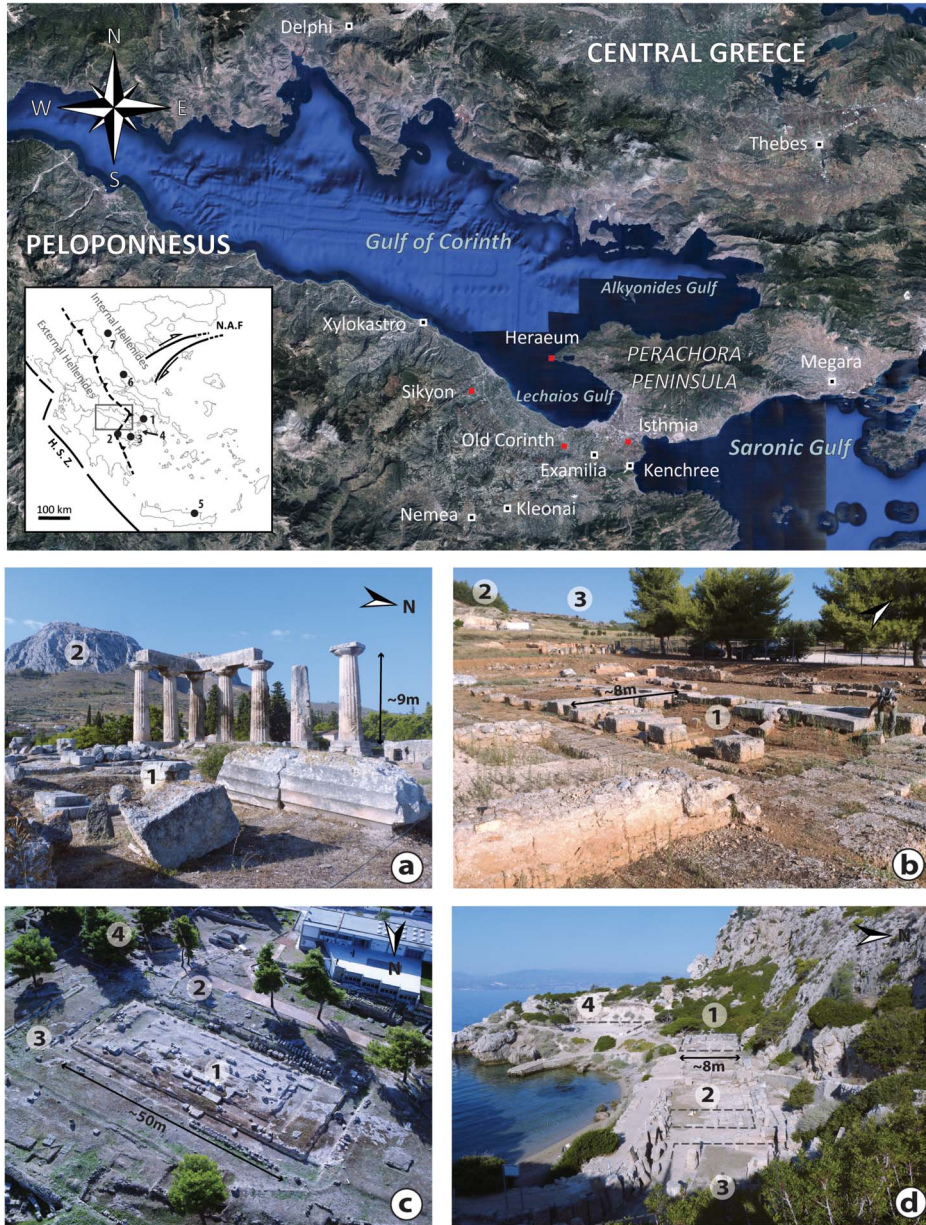 Delphi
CENTRAL GREECE
N
W
E
S
Thebes
PELOPONNESUS
Gulf of Corinth
Alkyonides Gulf
Xylokastro
Heraeum
PERACHORA
PENINSULA
Megara
Sikyon
Lechaios Gulf
Old Corinth
Isthmia
Saronic Gulf
Examilia
Kenchree
Nemea
Kleonai
Internal Hellenides
External Hellenides
N.A.F
7
6
1
2
3
4
H. S. Z.
5
100 km
2
N
~9m
1
a
2
3
~8m
1
b
4
N
2
3
1
~50m
c
N
4
1
~8m
2
3
d